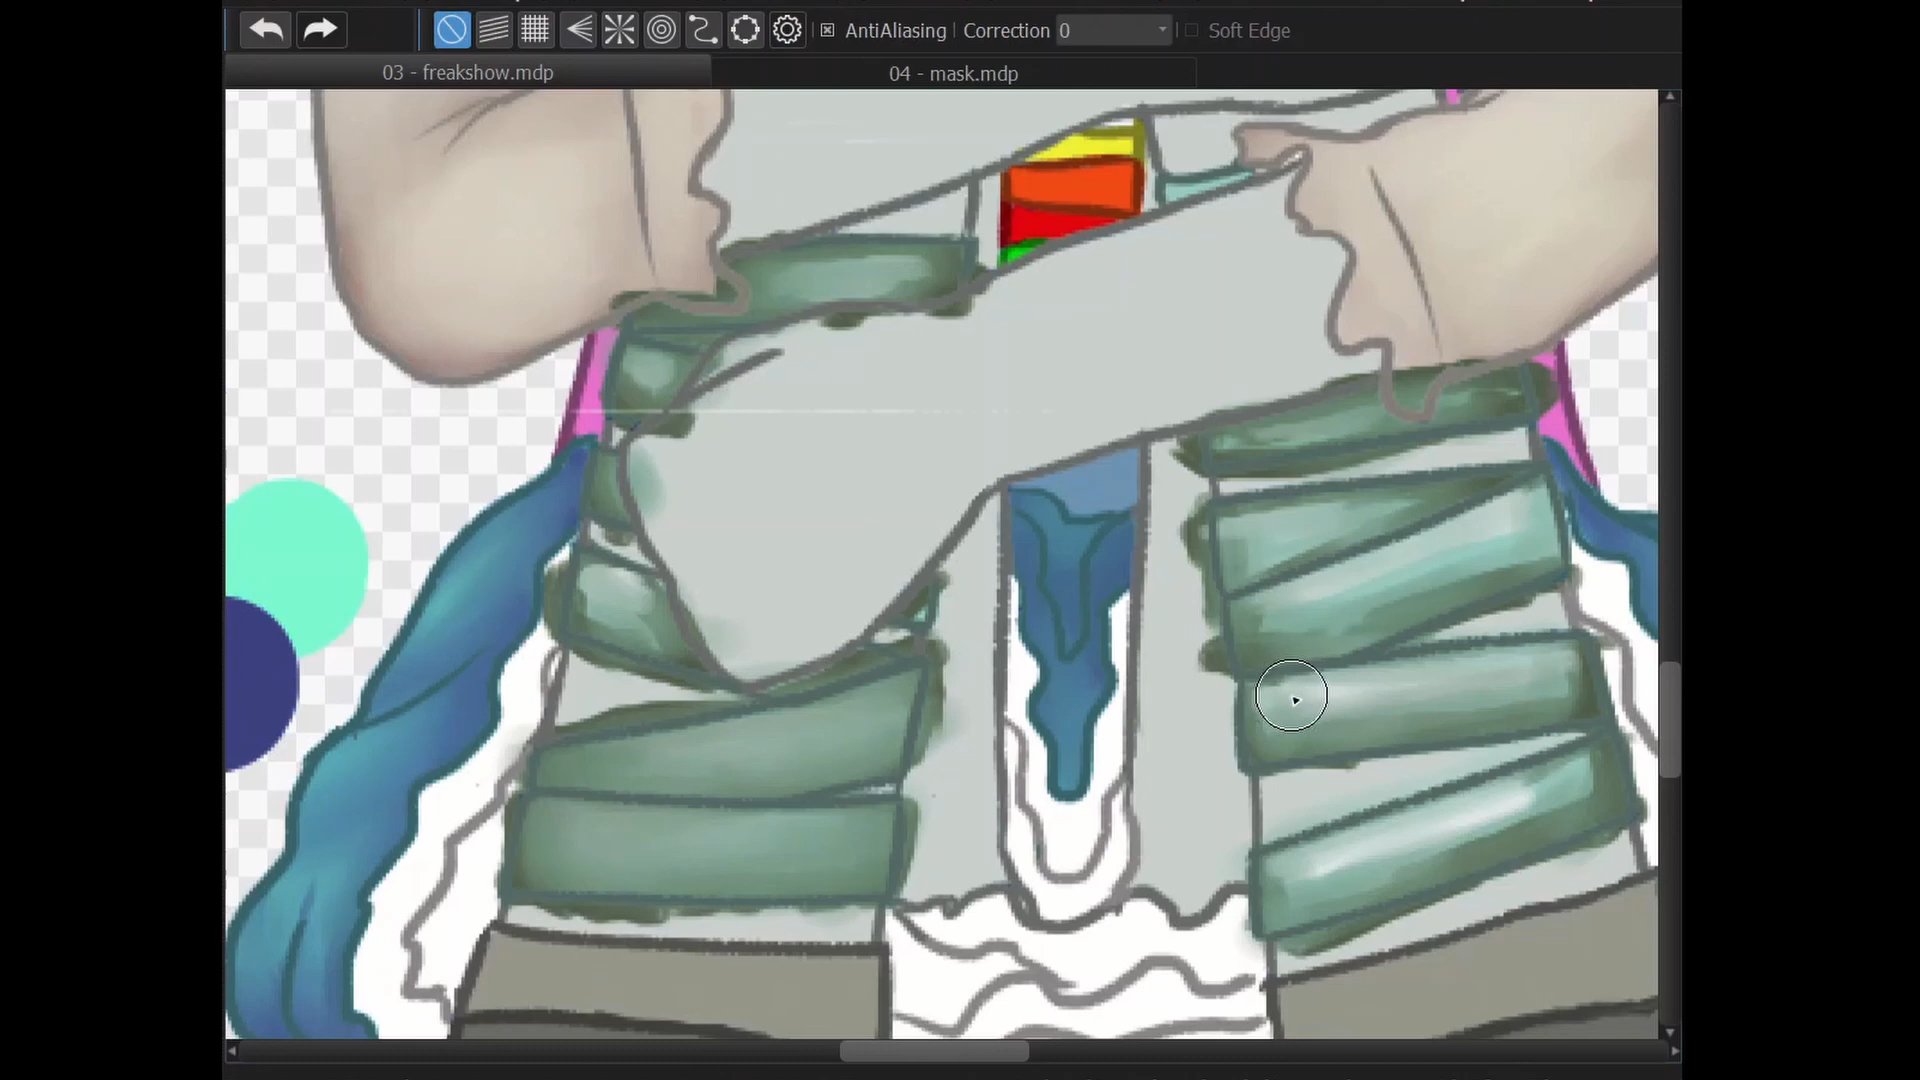 AntiAliasing Correction 0 Soft Edge
03 - freakshow.mdp 04 - mask.mdp